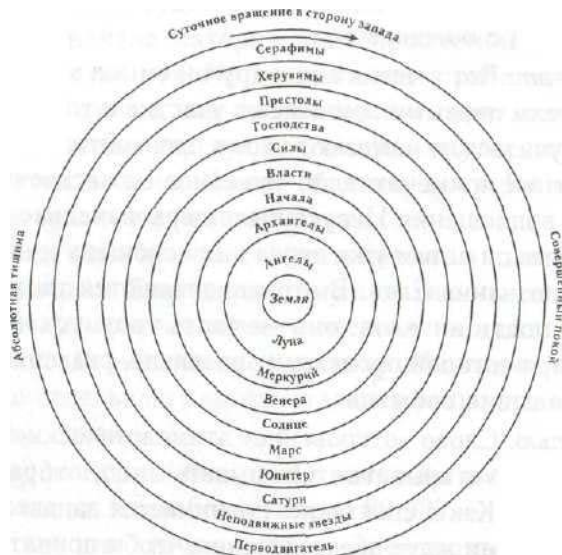 Суточное вращение в сторону запада
Серафимы
Херувимы
Престолы
Господства
Силы
Власти
Начала
Архангелы
Ангелы
Абсолютная тишина
Совершенный покой
Земля
Луна
Меркурий
Венера
Солнце
Марс
Юпитер
Сатурн
Неподвижные звезды
Перводвигатель